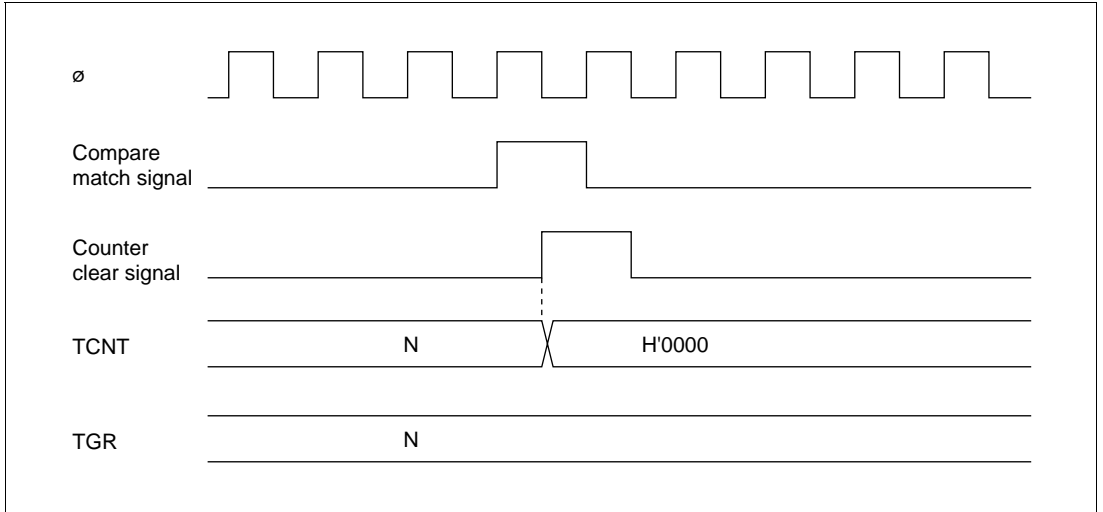 ø
Compare
match signal
Counter
clear signal
TCNT
N
H'0000
TGR
N